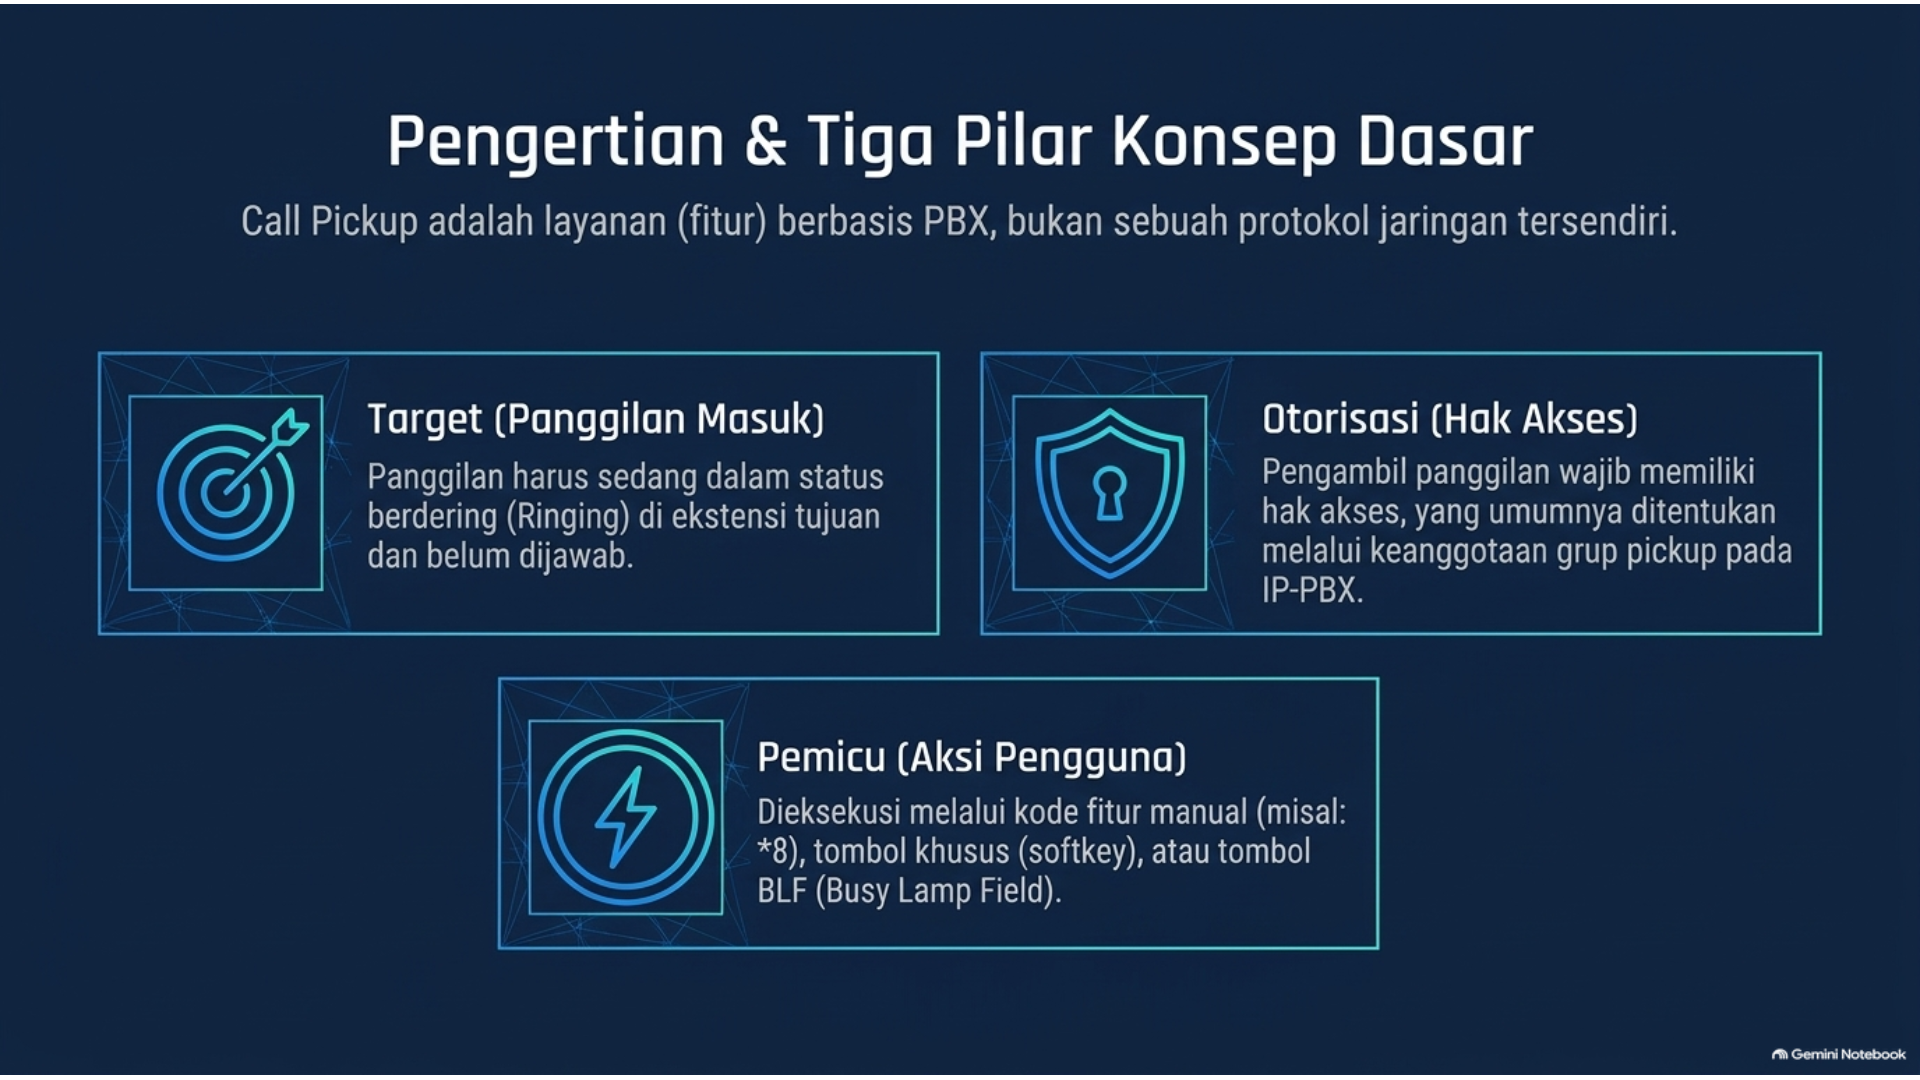 Pengertian & Tiga Pilar Konsep Dasar
Call Pickup adalah layanan (fitur) berbasis PBX, bukan sebuah protokol jaringan tersendiri.
Target (Panggilan Masuk)
Panggilan harus sedang dalam status
berdering (Ringing) di ekstensi tujuan
dan belum dijawab.
Otorisasi (Hak Akses)
Pengambil panggilan wajib memiliki
hak akses, yang umumnya ditentukan
melalui keanggotaan grup pickup pada
IP-PBX.
Pemicu (Aksi Pengguna)
Dieksekusi melalui kode fitur manual (misal:
*8), tombol khusus (softkey), atau tombol
BLF (Busy Lamp Field).
Gemini Notebook